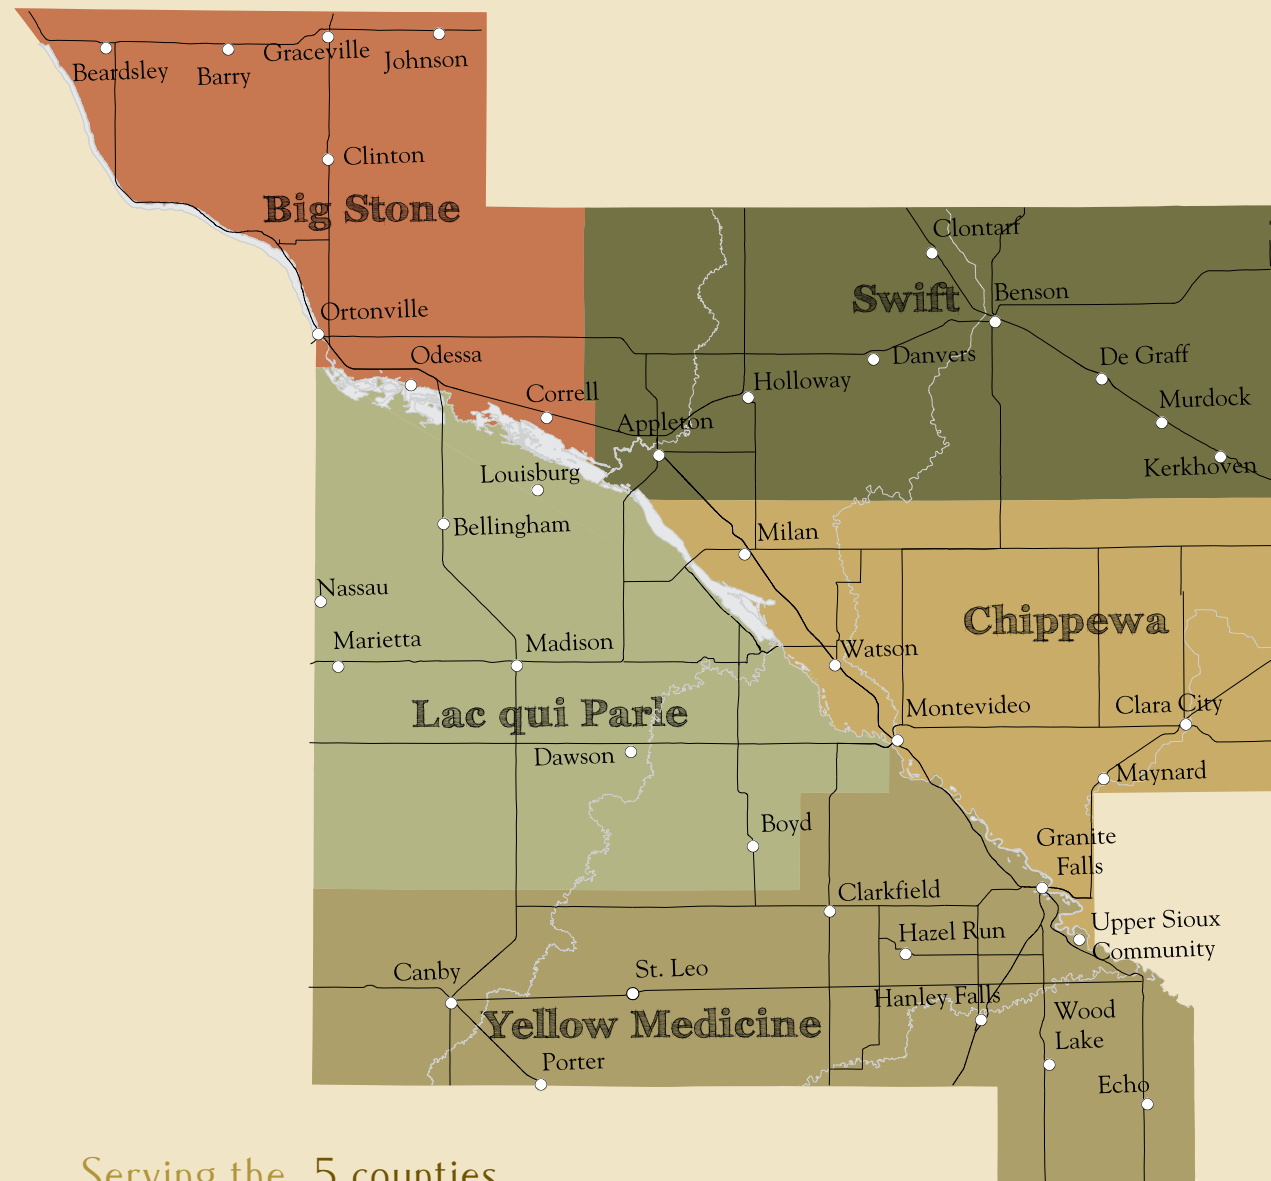 Graceville
Johnson
Beardsley
Barry
Clinton
Big Stone
Clontarf
Swift
Benson
Ortonville
Odessa
Danvers
De Graff
Holloway
Correll
Murdock
Appleton
Kerkhoven
Louisburg
Bellingham
Milan
Nassau
Chippewa
Marietta
Madison
Watson
Lac qui Parle
Montevideo
Clara City
Dawson
Maynard
Boyd
Granite
Falls
Clarkfield
Upper Sioux
Community
Hazel Run
Canby
St. Leo
Hanley Falls
Wood
Lake
Yellow Medicine
Porter
Echo
Serving the 5 counties